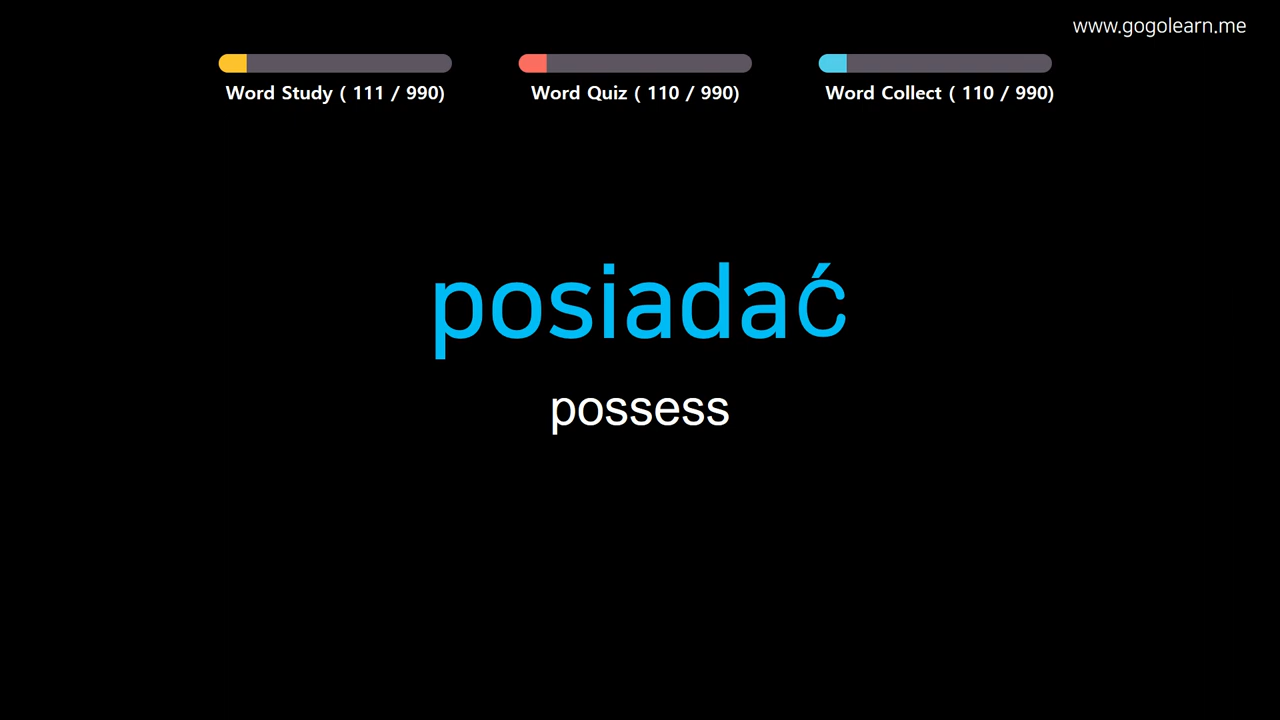 www.gogolearn.me
Word Study ( 111 / 990)
Word Quiz ( 110 / 990)
Word Collect ( 110 / 990)
posiadać
possess